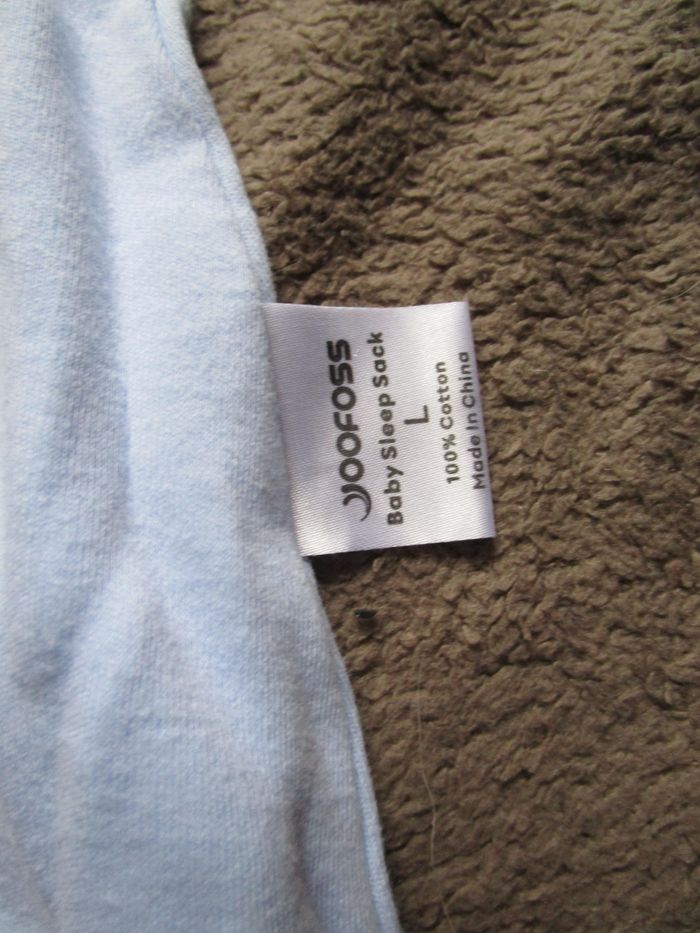 YOOFOSS
Baby Sleep Sack
L
100% Cotton
Made In China